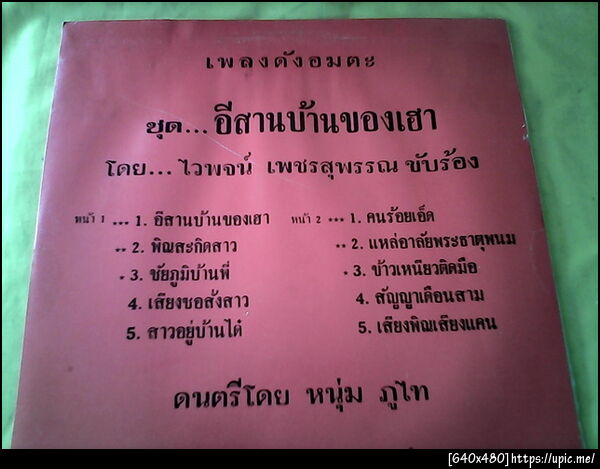 เพลงดังอมตะ
ชุด... อีสานบ้านของเฮา
โดย... ไวพจน์ เพชรสุพรรณ ขับร้อง
หน้า 1 *** 1. อีสานบ้านของเฮา
** 2. พิณสะกิดสาว
* 3. ชัยภูมิบ้านพี่
4. เสียงซอสั่งสาว
5. สาวอยู่บ้านได๋
หน้า 2 *** 1. คนร้อยเอ็ด
** 2. แหล่อาลัยพระธาตุพนม
* 3. ข้าวเหนียวติดมือ
4. สัญญาเดือนสาม
5. เสียงพิณเสียงแคน
ดนตรีโดย หนุ่ม ภูไท
[640x480]https://upic.me/